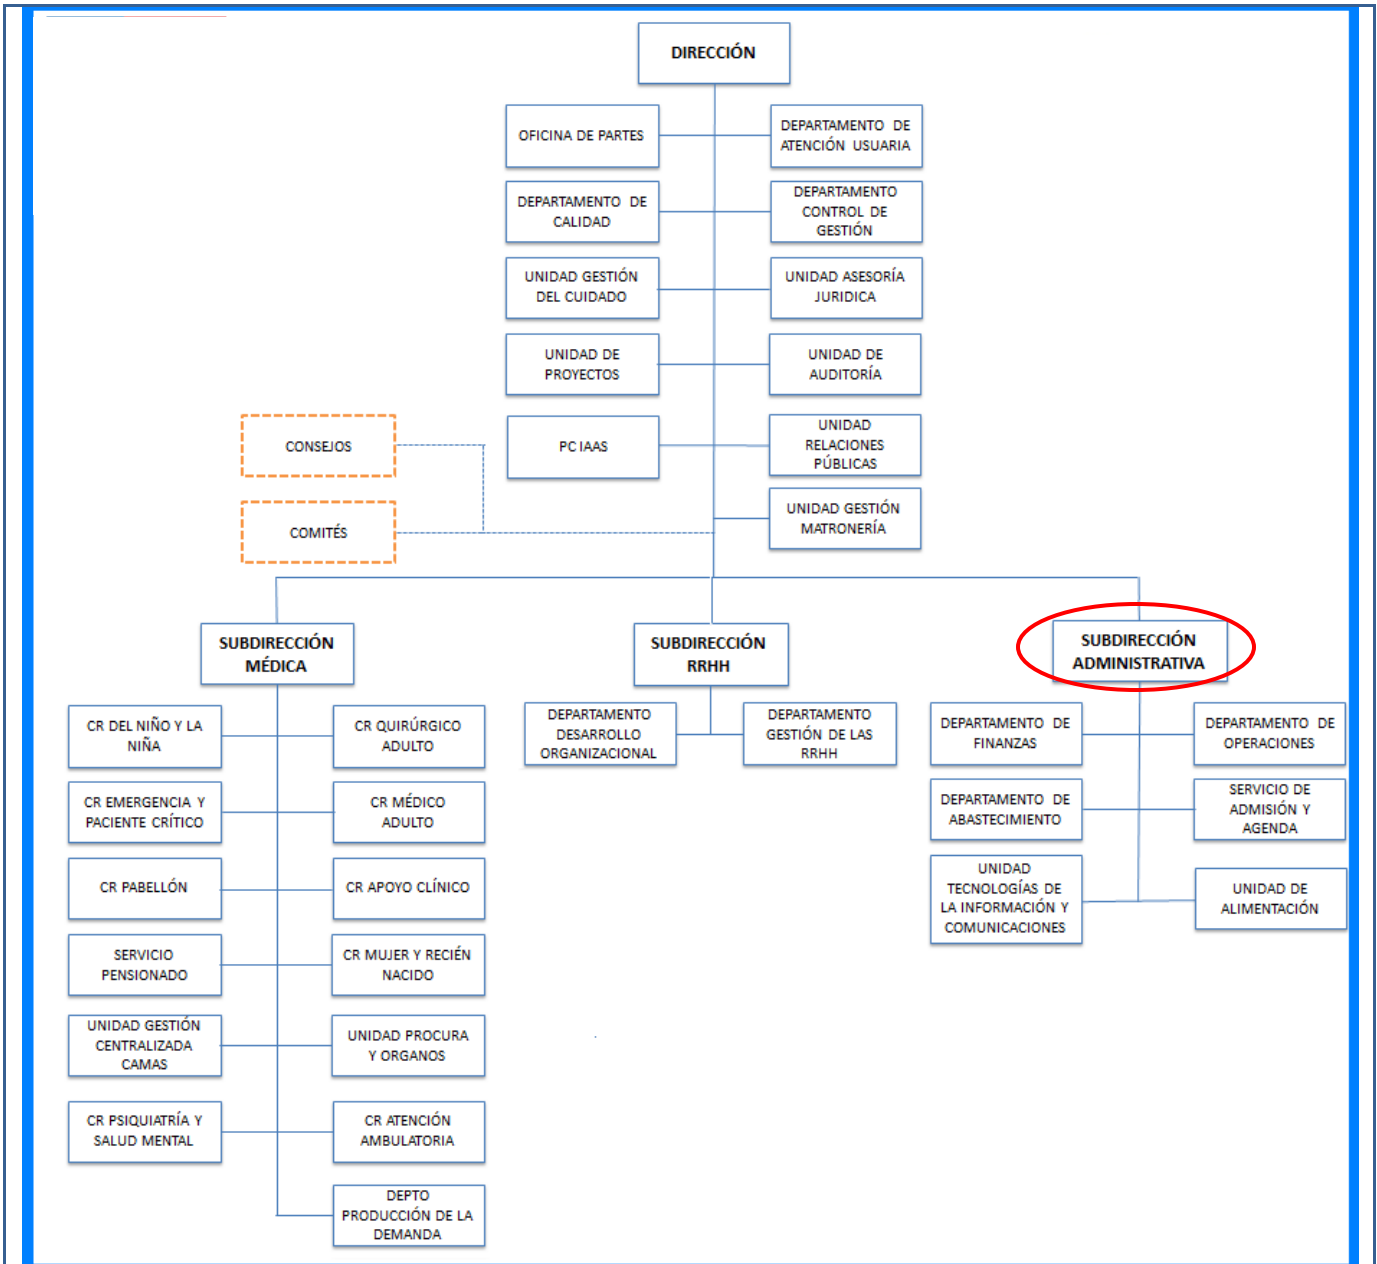 DIRECCIÓN
OFICINA DE PARTES
DEPARTAMENTO DE
ATENCIÓN USUARIA
DEPARTAMENTO DE
CALIDAD
DEPARTAMENTO
CONTROL DE
GESTIÓN
UNIDAD GESTIÓN
DEL CUIDADO
UNIDAD ASESORÍA
JURIDICA
UNIDAD DE
PROYECTOS
UNIDAD DE
AUDITORÍA
CONSEJOS
PC IAAS
UNIDAD
RELACIONES
PÚBLICAS
COMITÉS
UNIDAD GESTIÓN
MATRONERÍA
SUBDIRECCIÓN
MÉDICA
SUBDIRECCIÓN
RRHH
SUBDIRECCIÓN
ADMINISTRATIVA
CR DEL NIÑO Y LA
NIÑA
CR QUIRÚRGICO
ADULTO
CR EMERGENCIA Y
PACIENTE CRÍTICO
CR MÉDICO
ADULTO
CR PABELLÓN
CR APOYO CLÍNICO
SERVICIO
PENSIONADO
CR MUJER Y RECIÉN
NACIDO
UNIDAD GESTIÓN
CENTRALIZADA
CAMAS
UNIDAD PROCURA
Y ORGANOS
CR PSIQUIATRÍA Y
SALUD MENTAL
CR ATENCIÓN
AMBULATORIA
DEPTO
PRODUCCIÓN DE LA
DEMANDA
DEPARTAMENTO
DESARROLLO
ORGANIZACIONAL
DEPARTAMENTO
GESTIÓN DE LAS
RRHH
DEPARTAMENTO DE
FINANZAS
DEPARTAMENTO DE
OPERACIONES
DEPARTAMENTO DE
ABASTECIMIENTO
SERVICIO DE
ADMISIÓN Y
AGENDA
UNIDAD
TECNOLOGÍAS DE
LA INFORMACIÓN Y
COMUNICACIONES
UNIDAD DE
ALIMENTACIÓN